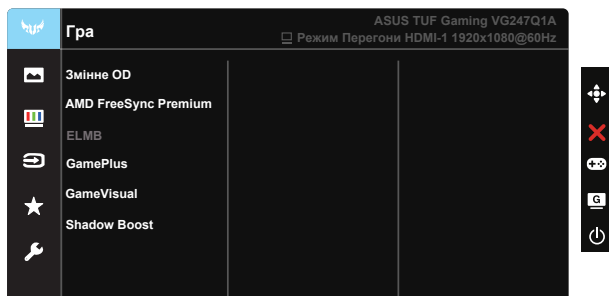 Гра
ASUS TUF Gaming VG247Q1A
Режим Перегони HDMI-1 1920x1080@60Hz
Змінне OD
AMD FreeSync Premium
ELMB
GamePlus
GameVisual
Shadow Boost
G